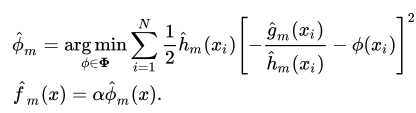 \hat{\phi}_m = \underset{\phi \in \mathbf{\Phi}}{\arg\min} \sum_{i=1}^{N} \frac{1}{2} \hat{h}_m(x_i) \left[ -\frac{\hat{g}_m(x_i)}{\hat{h}_m(x_i)} - \phi(x_i) \right]^2
\hat{f}_m(x) = \alpha \hat{\phi}_m(x).